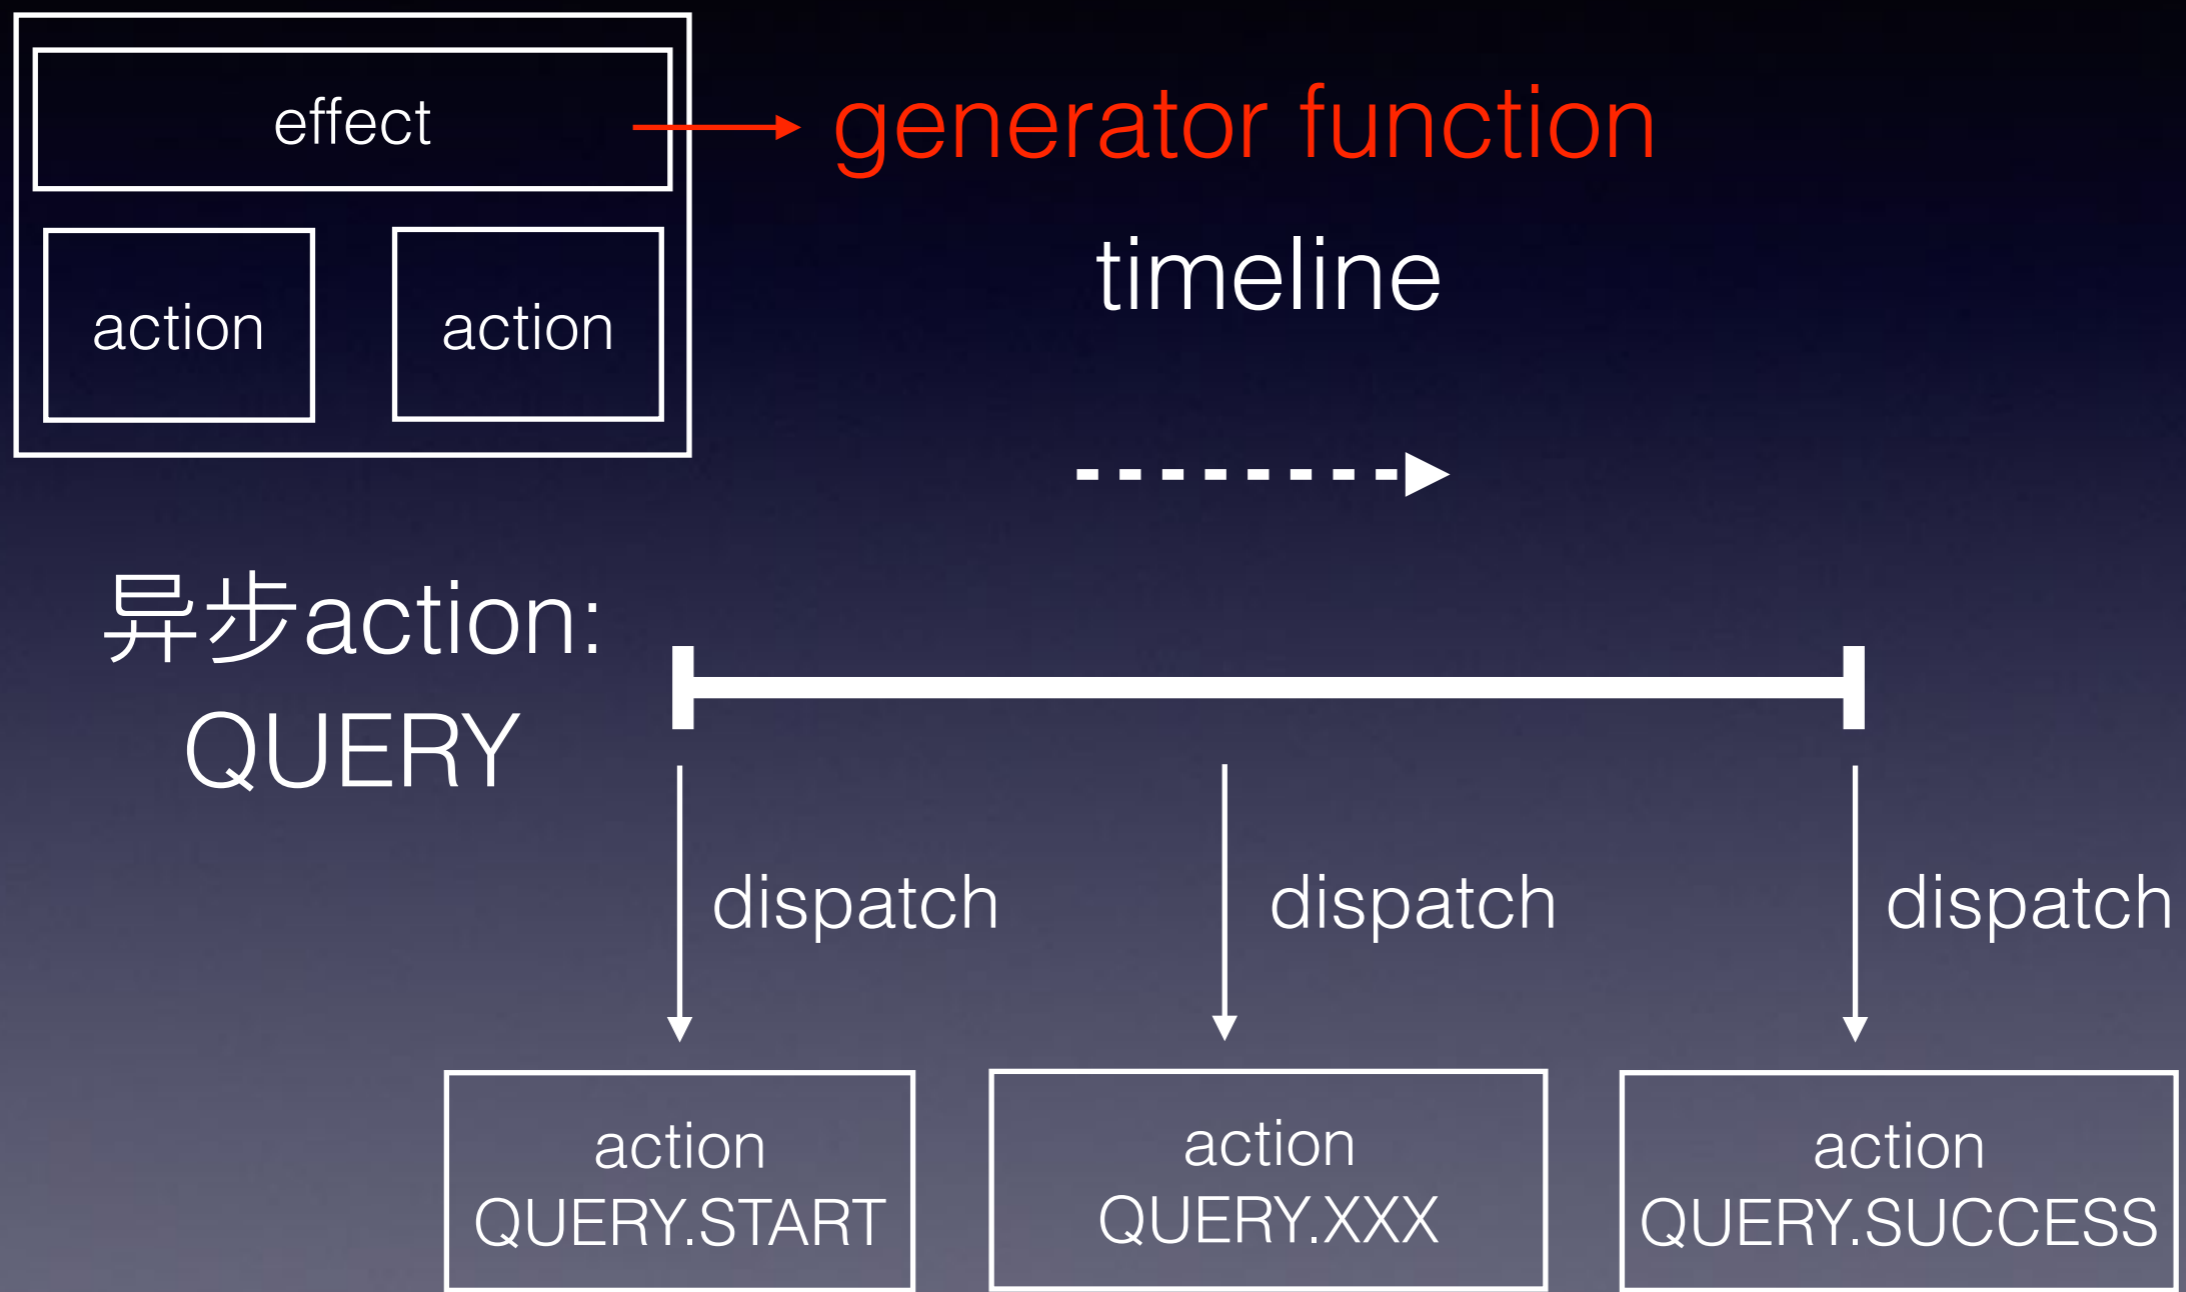 effect
generator function
action
action
timeline
异步action:
QUERY
dispatch
dispatch
dispatch
action
QUERY.START
action
QUERY.XXX
action
QUERY.SUCCESS